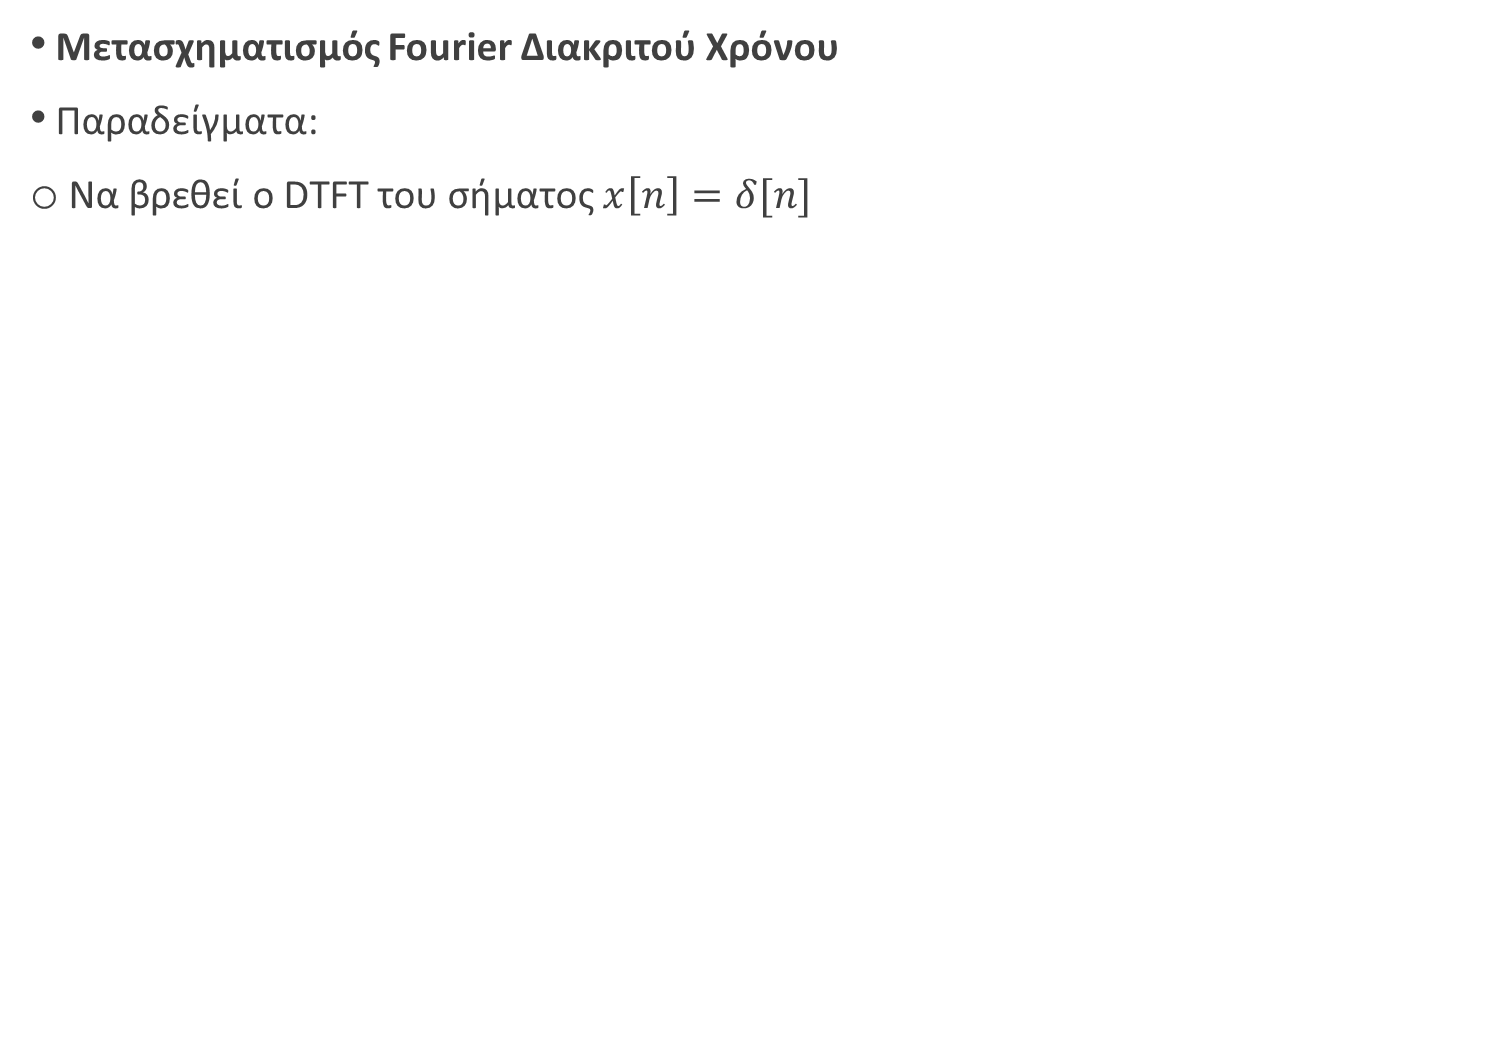 • Μετασχηματισμός Fourier Διακριτού Χρόνου
• Παραδείγματα:
○ Να βρεθεί ο DTFT του σήματος 𝑥[𝑛] = 𝛿[𝑛]